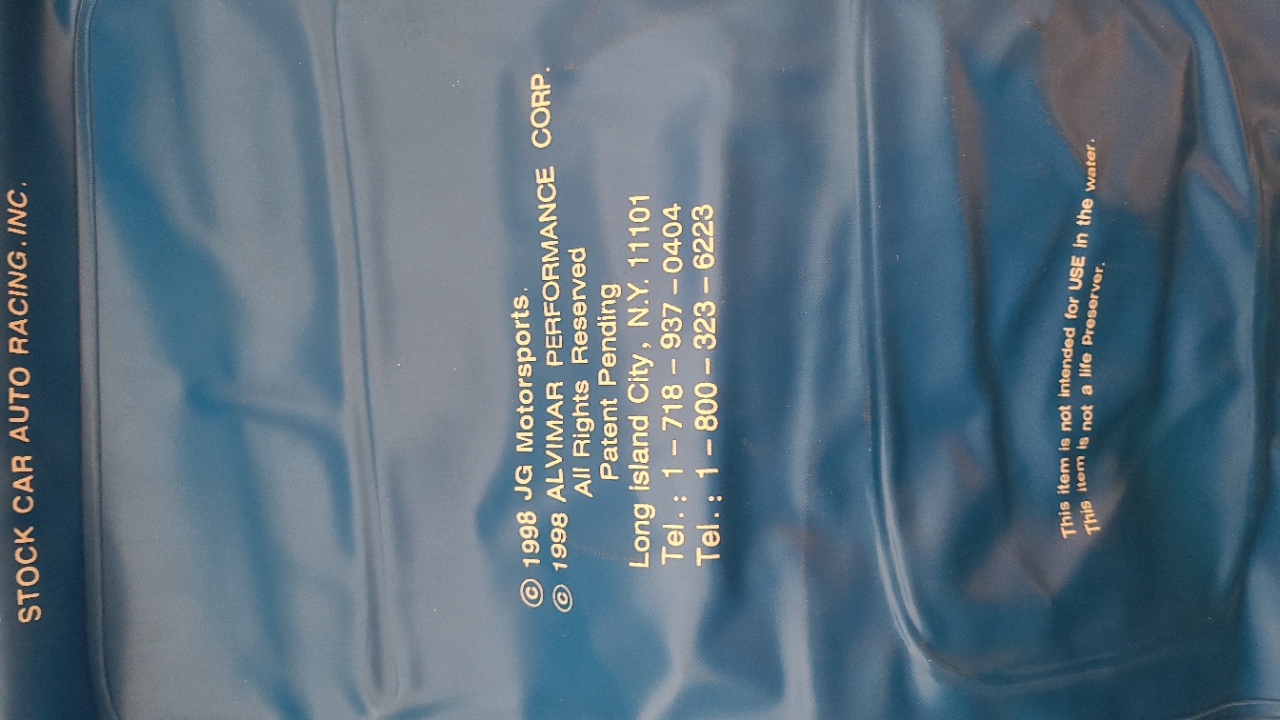 STOCK CAR AUTO RACING. INC.
© 1998 JG Motorsports.
© 1998 ALVIMAR PERFORMANCE CORP.
All Rights Reserved
Patent Pending
Long island City, N.Y. 11101
Tel. : 1 – 718 – 937 – 0404
Tel. : 1 – 800 – 323 – 6223
This item is not intended for USE in the water.
This item is not a life Preserver.